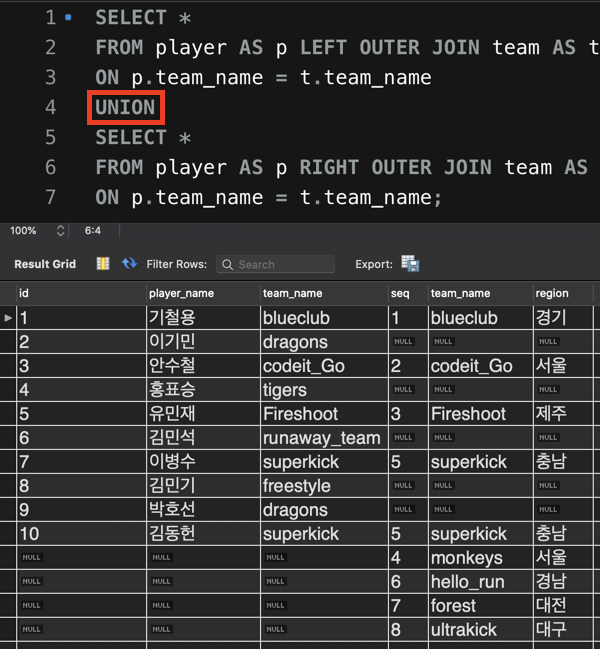 1 SELECT *
2 FROM player AS p LEFT OUTER JOIN team AS t
3 ON p.team_name = t.team_name
4 UNION
5 SELECT *
6 FROM player AS p RIGHT OUTER JOIN team AS
7 ON p.team_name = t.team_name;
100% 6:4
Result Grid Filter Rows: Search Export:
id player_name team_name seq team_name region
1 기철용 blueclub 1 blueclub 경기
2 이기민 dragons NULL NULL NULL
3 안수철 codeit_Go 2 codeit_Go 서울
4 홍표승 tigers NULL NULL NULL
5 유민재 Fireshoot 3 Fireshoot 제주
6 김민석 runaway_team NULL NULL NULL
7 이병수 superkick 5 superkick 충남
8 김민기 freestyle NULL NULL NULL
9 박호선 dragons NULL NULL NULL
10 김동헌 superkick 5 superkick 충남
NULL NULL NULL 4 monkeys 서울
NULL NULL NULL 6 hello_run 경남
NULL NULL NULL 7 forest 대전
NULL NULL NULL 8 ultrakick 대구